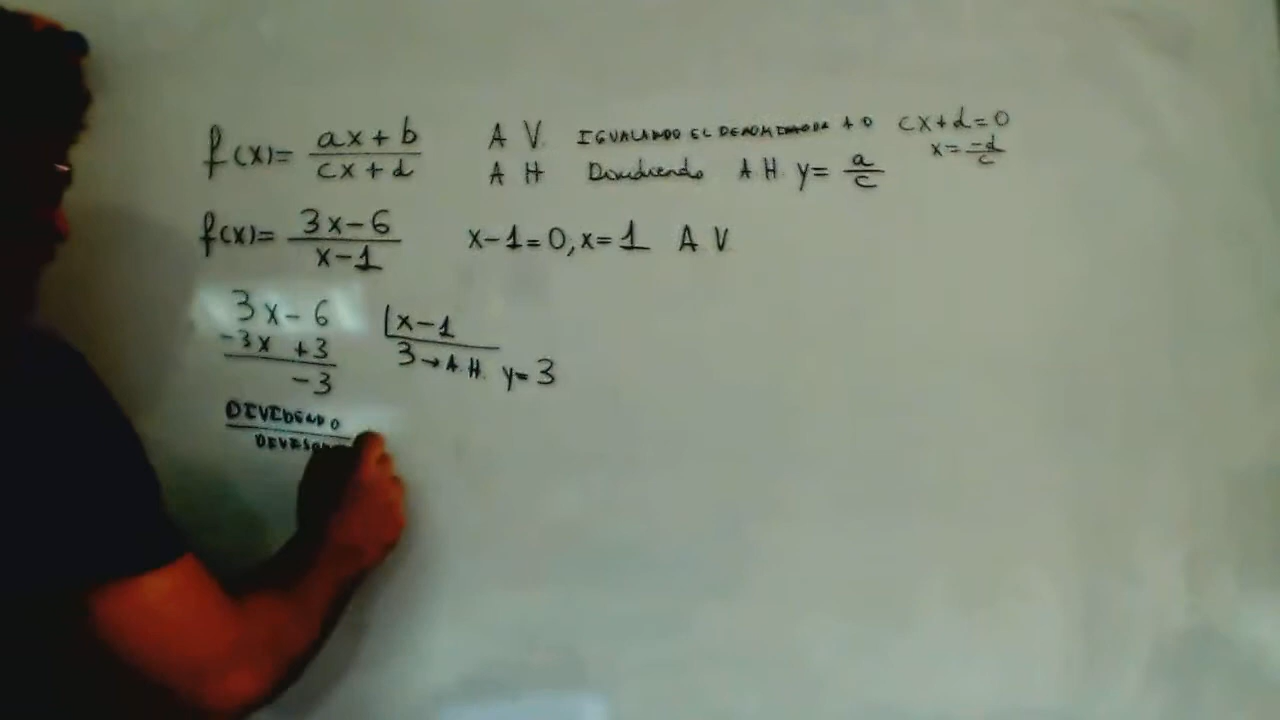 f(x)= (ax+b)/(cx+d) A V. IGUALANDO EL DENOMINADOR A 0 cx+d=0
x= -d/c
A H Dividiendo A H. y= a/c
f(x)= (3x-6)/(x-1) x-1=0, x=1 A V
3x-6 x-1
-3x +3 3→A.H. y=3
-3
DIVIDENDO